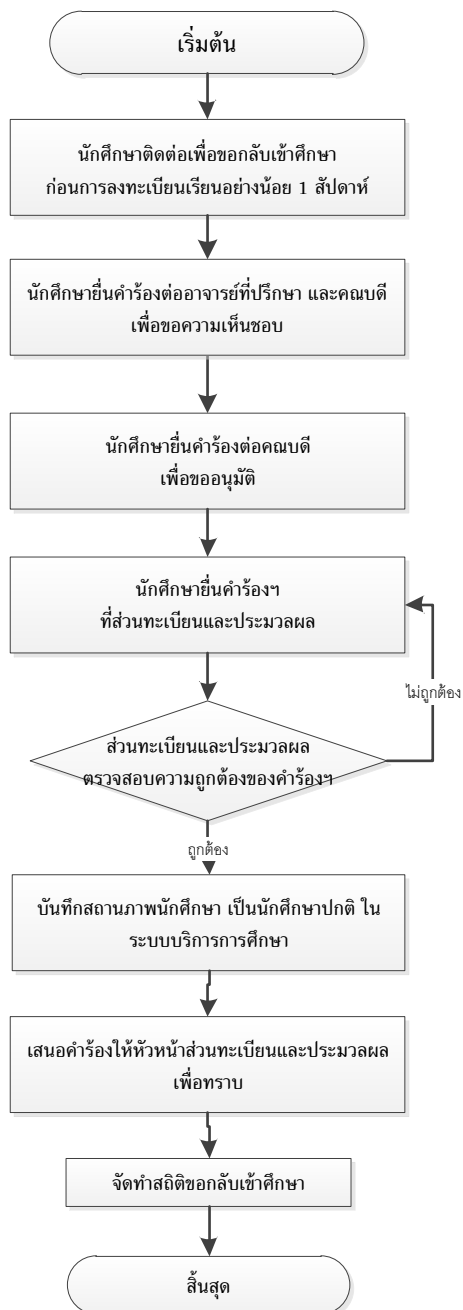 เริ่มต้น
นักศึกษาติดต่อเพื่อขอกลับเข้าศึกษา
ก่อนการลงทะเบียนเรียนอย่างน้อย 1 สัปดาห์
นักศึกษายื่นคำร้องต่ออาจารย์ที่ปรึกษา และคณบดี
เพื่อขอความเห็นชอบ
นักศึกษายื่นคำร้องต่อคณบดี
เพื่อขออนุมัติ
นักศึกษายื่นคำร้องฯ
ที่ส่วนทะเบียนและประมวลผล
ไม่ถูกต้อง
ส่วนทะเบียนและประมวลผล
ตรวจสอบความถูกต้องของคำร้องฯ
ถูกต้อง
บันทึกสถานภาพนักศึกษา เป็นนักศึกษาปกติ ใน
ระบบบริการการศึกษา
เสนอคำร้องให้หัวหน้าส่วนทะเบียนและประมวลผล
เพื่อทราบ
จัดทำสถิติขอกลับเข้าศึกษา
สิ้นสุด